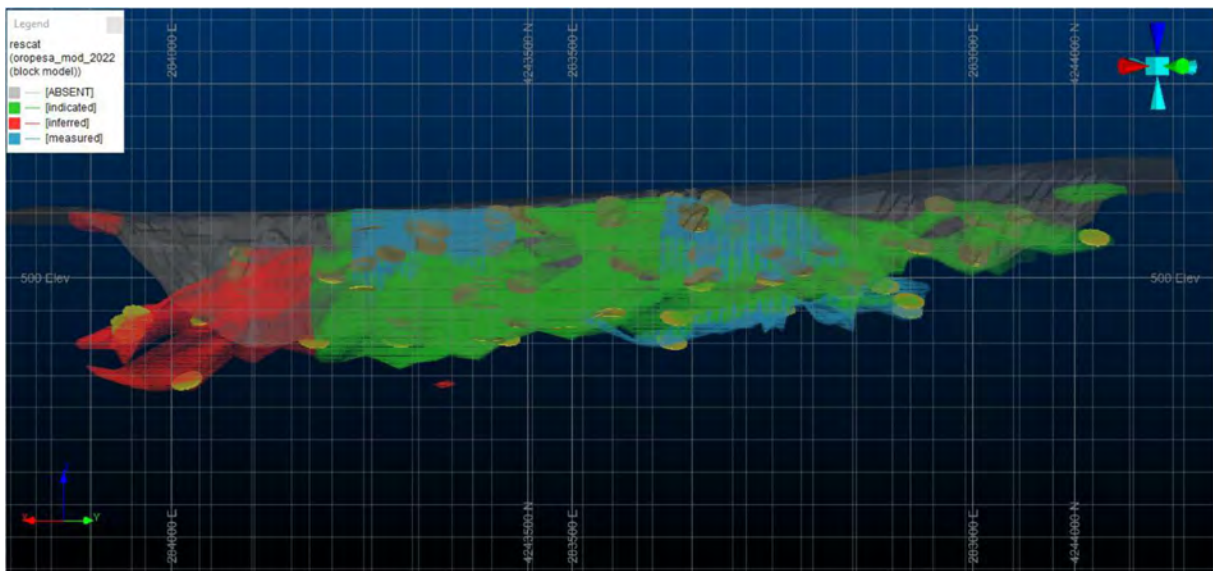 Legend
rescat
(oropesa_mod_2022
(block model))
[ABSENT]
[indicated]
[inferred]
[measured]
284000 E
4243500 N
283500 E
283000 E
4244000 N
500 Elev
500 Elev
X
Y
284000 E
4243500 N
283500 E
283000 E
4244000 N